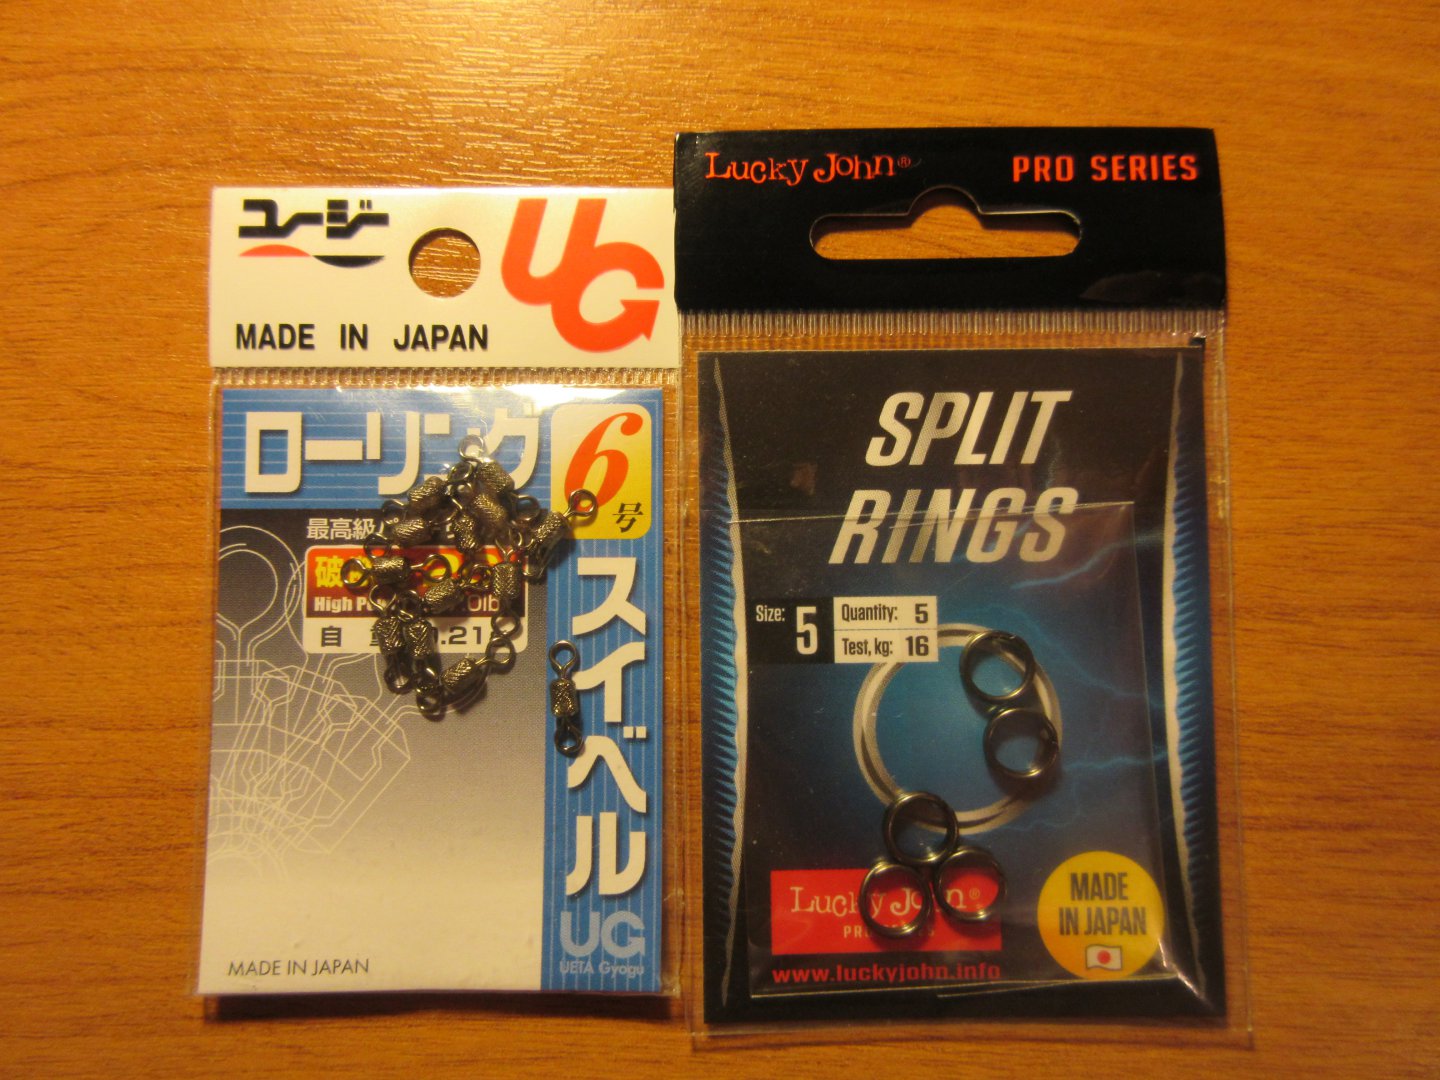 ユージー
UG
MADE IN JAPAN
ローリング
6号
スイベル
最高級
破
High
自
UG
UETA Gyogu
MADE IN JAPAN
Lucky John®
PRO SERIES
SPLIT
RINGS
Size: 5
Quantity: 5
Test, kg: 16
Lucky John®
MADE
IN JAPAN
www.luckyjohn.info